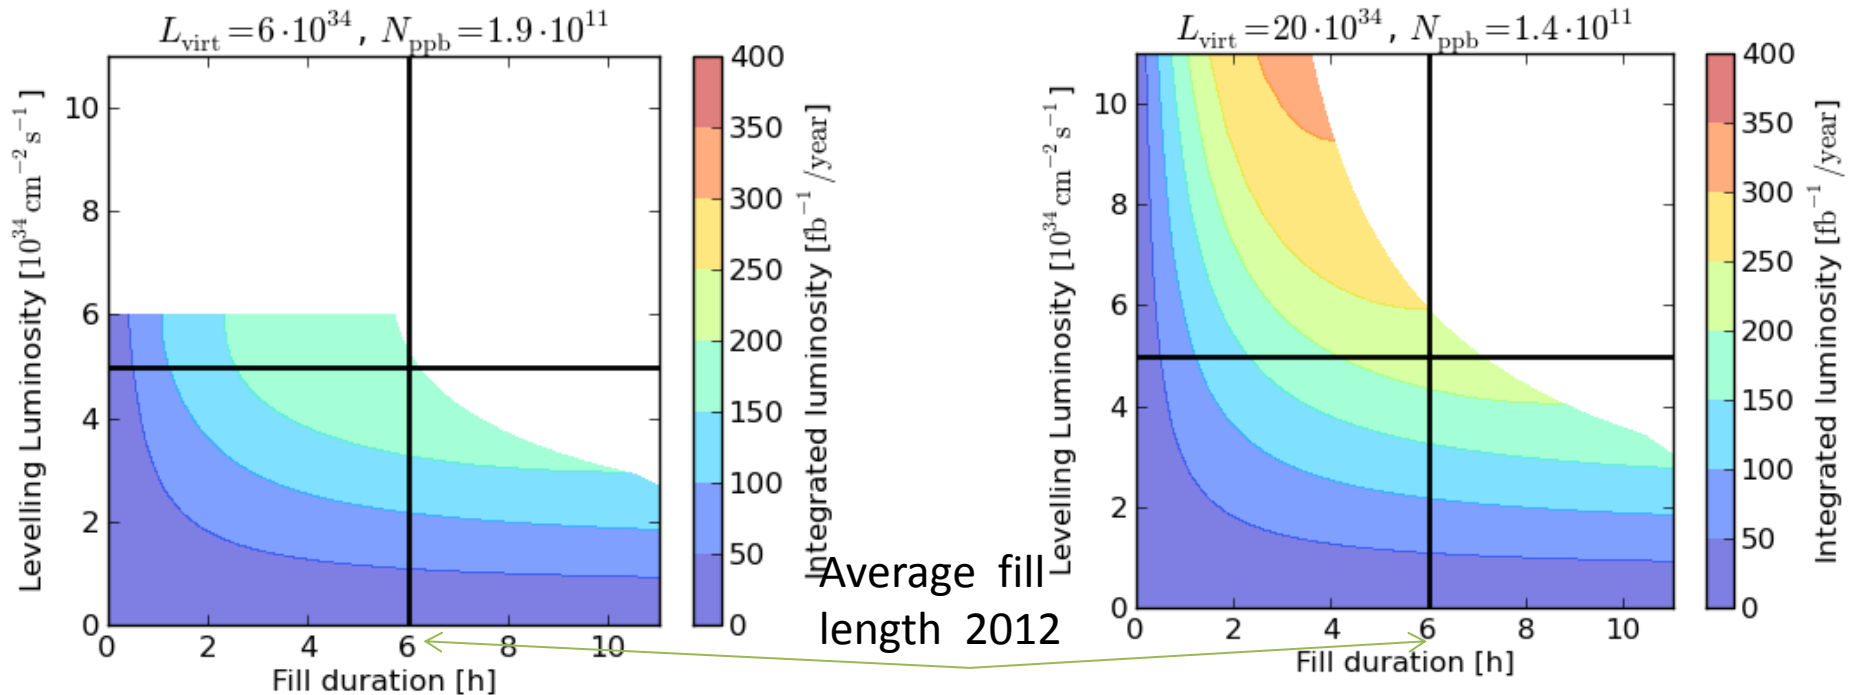 L_virt = 6·10^34, N_ppb = 1.9·10^11
Levelling Luminosity [10^34 cm^−2 s^−1]
10
8
6
4
2
0
0 2 4 6 8 10
Fill duration [h]
400
350
300
250
200
150
100
50
0
Integrated luminosity [fb^−1/year]
Average fill
length 2012
L_virt = 20·10^34, N_ppb = 1.4·10^11
Levelling Luminosity [10^34 cm^−2 s^−1]
10
8
6
4
2
0
0 2 4 6 8 10
Fill duration [h]
400
350
300
250
200
150
100
50
0
Integrated luminosity [fb^−1/year]